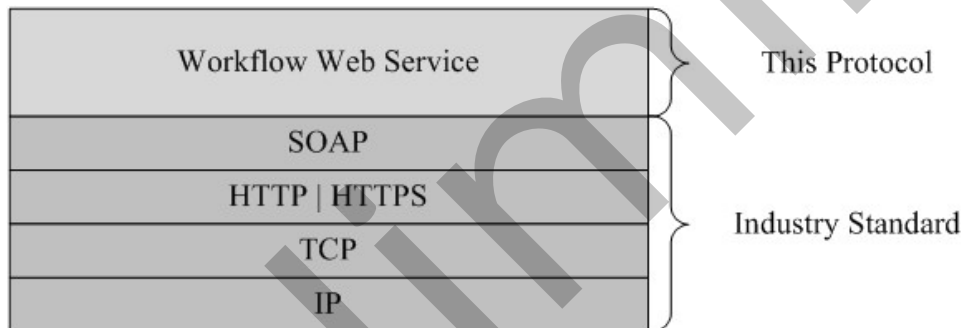 Workflow Web Service
This Protocol
SOAP
HTTP | HTTPS
TCP
IP
Industry Standard